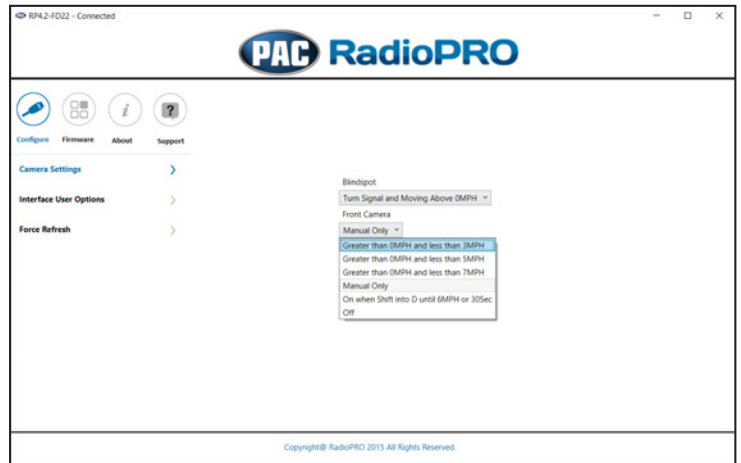 RP4.2-FD22 - Connected
PAC RadioPRO
Configure
Firmware
About
Support
Camera Settings
Interface User Options
Force Refresh
Blindspot
Turn Signal and Moving Above 0MPH
Front Camera
Manual Only
Greater than 0MPH and less than 3MPH
Greater than 0MPH and less than 5MPH
Greater than 0MPH and less than 7MPH
Manual Only
On when Shift into D until 6MPH or 30Sec
Off
Copyright@ RadioPRO 2015 All Rights Reserved.